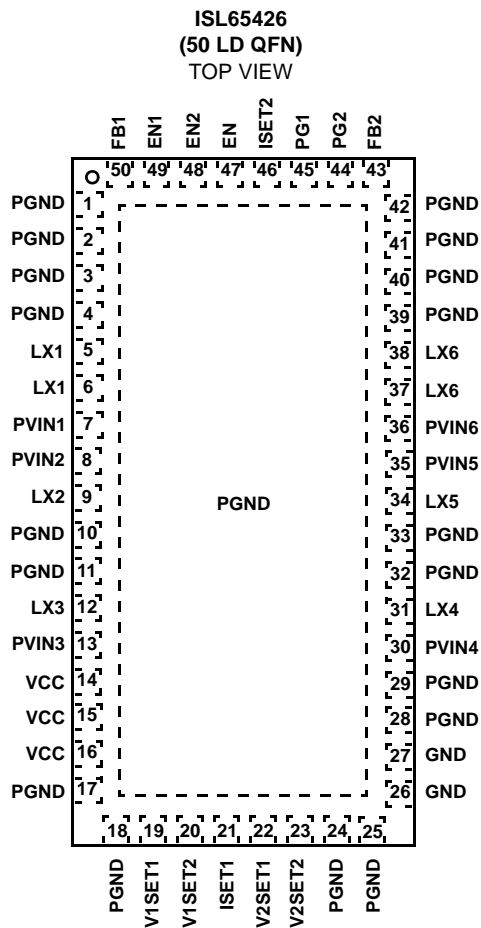 ISL65426
(50 LD QFN)
TOP VIEW
FB1 EN1 EN2 EN ISET2 PG1 PG2 FB2
50 49 48 47 46 45 44 43
PGND 1 42 PGND
PGND 2 41 PGND
PGND 3 40 PGND
PGND 4 39 PGND
LX1 5 38 LX6
LX1 6 37 LX6
PVIN1 7 36 PVIN6
PVIN2 8 35 PVIN5
LX2 9 PGND 34 LX5
PGND 10 33 PGND
PGND 11 32 PGND
LX3 12 31 LX4
PVIN3 13 30 PVIN4
VCC 14 29 PGND
VCC 15 28 PGND
VCC 16 27 GND
PGND 17 26 GND
18 19 20 21 22 23 24 25
PGND V1SET1 V1SET2 ISET1 V2SET1 V2SET2 PGND PGND